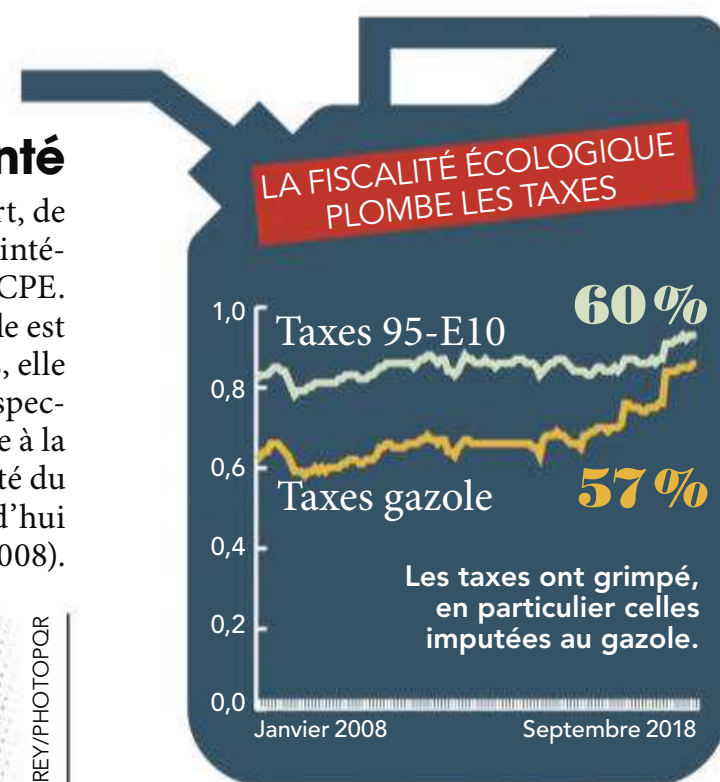 nté
rt, de
inté-
CPE.
le est
, elle
spec-
e à la
té du
d'hui
008).
REY/PHOTOPQR
LA FISCALITÉ ÉCOLOGIQUE
PLOMBE LES TAXES
60 %
1,0
Taxes 95-E10
0,8
0,6
Taxes gazole
57 %
0,4
Les taxes ont grimpé,
en particulier celles
imputées au gazole.
0,2
0,0
Janvier 2008
Septembre 2018